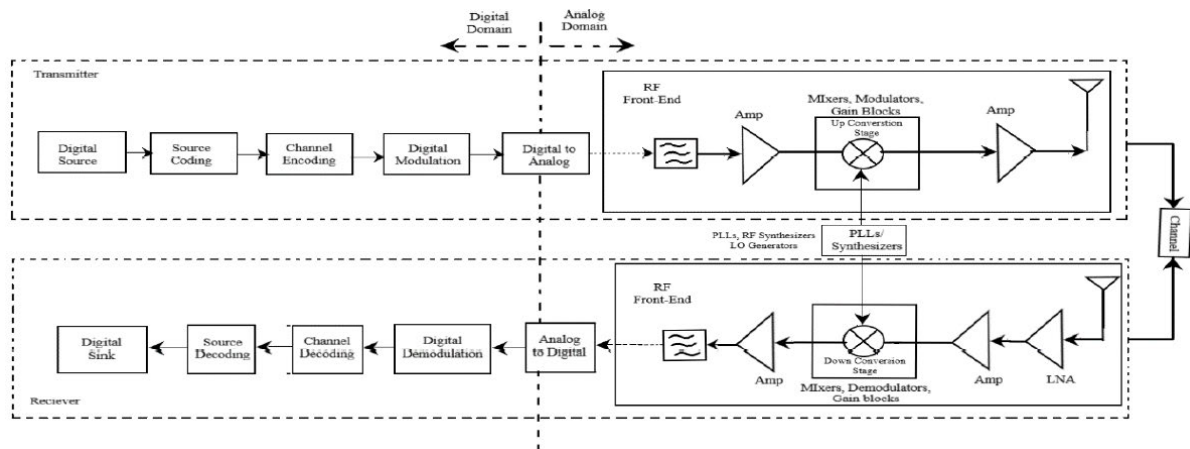 Digital
Domain
Analog
Domain
Transmitter
Digital
Source
Source
Coding
Channel
Encoding
Digital
Modulation
Digital to
Analog
RF
Front-End
Amp
MIxers, Modulators,
Gain Blocks
Up Convertion
Stage
Amp
PLLs, RF Synthesizers
LO Generators
PLLs/
Synthesizers
Channel
Digital
Sink
Source
Decoding
Channel
Decoding
Digital
Demodulation
Analog
to Digital
RF
Front-End
Amp
Down Conversion
Stage
MIxers, Demodulators,
Gain blocks
Amp
LNA
Reciever